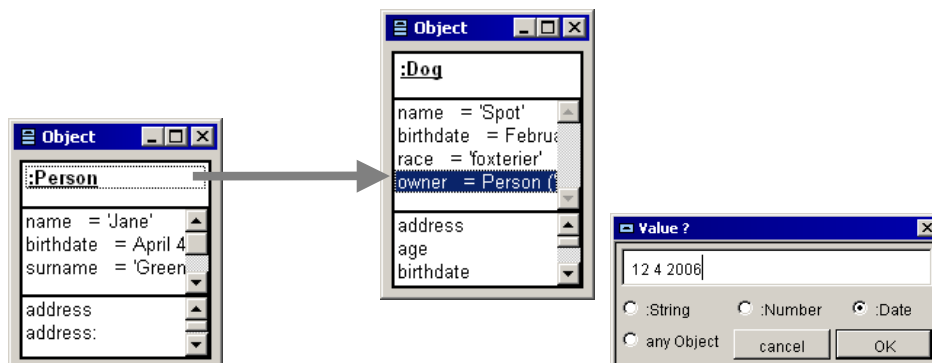 Object
:Person
name = 'Jane'
birthdate = April 4
surname = 'Green
address
address:
Object
:Dog
name = 'Spot'
birthdate = Februa
race = 'foxterier'
owner = Person ('
address
age
birthdate
Value ?
12 4 2006
:String :Number :Date
any Object cancel OK